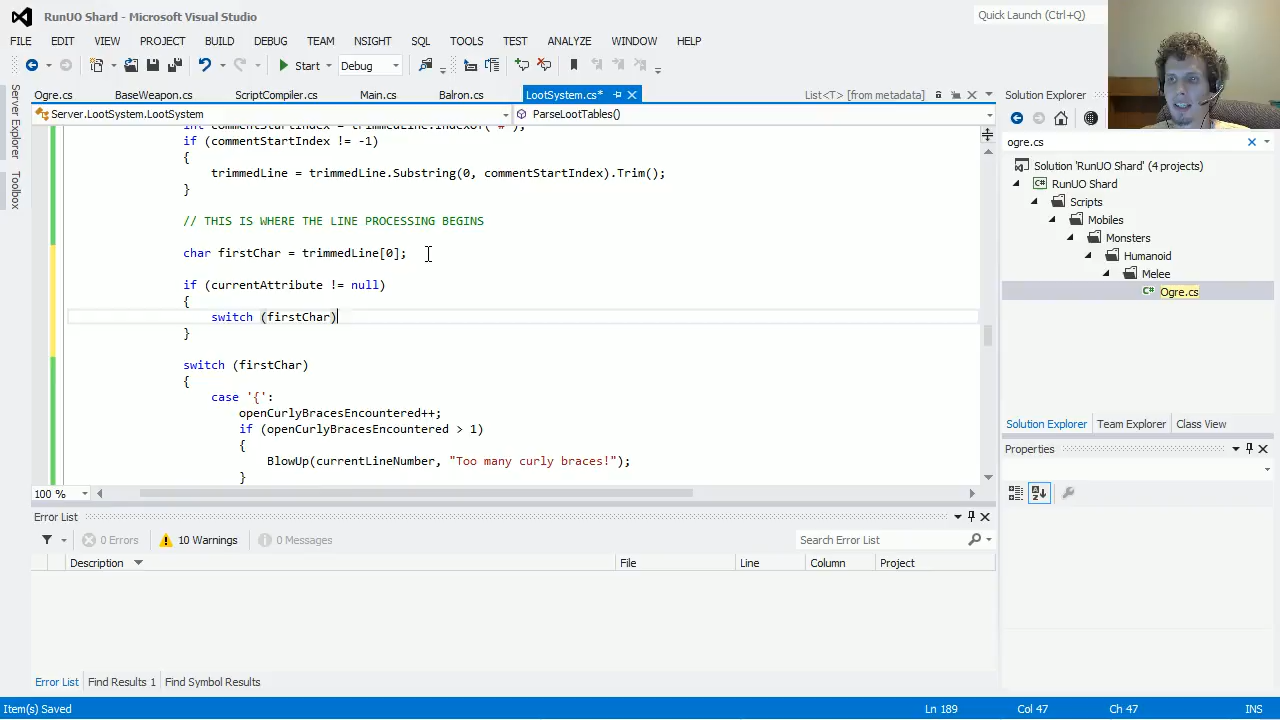 RunUO Shard - Microsoft Visual Studio
Quick Launch (Ctrl+Q)
FILE EDIT VIEW PROJECT BUILD DEBUG TEAM NSIGHT SQL TOOLS TEST ANALYZE WINDOW HELP
Start Debug
Server Explorer
Toolbox
Ogre.cs BaseWeapon.cs ScriptCompiler.cs Main.cs Balron.cs LootSystem.cs* List<T> [from metadata]
Server.LootSystem.LootSystem ParseLootTables()
int commentStartIndex = trimmedLine.IndexOf('#');
if (commentStartIndex != -1)
{
trimmedLine = trimmedLine.Substring(0, commentStartIndex).Trim();
}
// THIS IS WHERE THE LINE PROCESSING BEGINS
char firstChar = trimmedLine[0];
if (currentAttribute != null)
{
switch (firstChar)
}
switch (firstChar)
{
case '{':
openCurlyBracesEncountered++;
if (openCurlyBracesEncountered > 1)
{
BlowUp(currentLineNumber, "Too many curly braces!");
}
100 %
Solution Explorer
ogre.cs
Solution 'RunUO Shard' (4 projects)
RunUO Shard
Scripts
Mobiles
Monsters
Humanoid
Melee
Ogre.cs
Solution Explorer Team Explorer Class View
Properties
Error List
0 Errors 10 Warnings 0 Messages Search Error List
Description File Line Column Project
Error List Find Results 1 Find Symbol Results
Item(s) Saved Ln 189 Col 47 Ch 47 INS